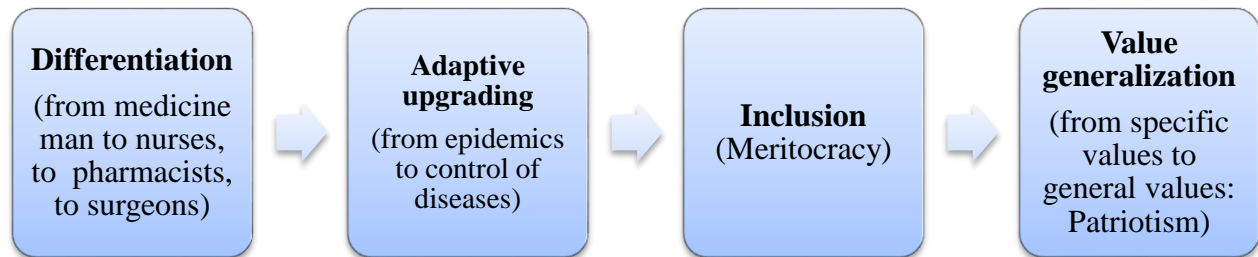 Differentiation
(from medicine
man to nurses,
to pharmacists,
to surgeons)
Adaptive
upgrading
(from epidemics
to control of
diseases)
Inclusion
(Meritocracy)
Value
generalization
(from specific
values to
general values:
Patriotism)